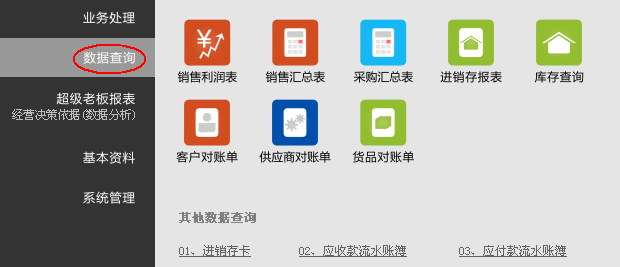 业务处理
数据查询
超级老板报表
经营决策依据(数据分析)
基本资料
系统管理
销售利润表
销售汇总表
采购汇总表
进销存报表
库存查询
客户对账单
供应商对账单
货品对账单
其他数据查询
01、进销存卡
02、应收款流水账簿
03、应付款流水账簿